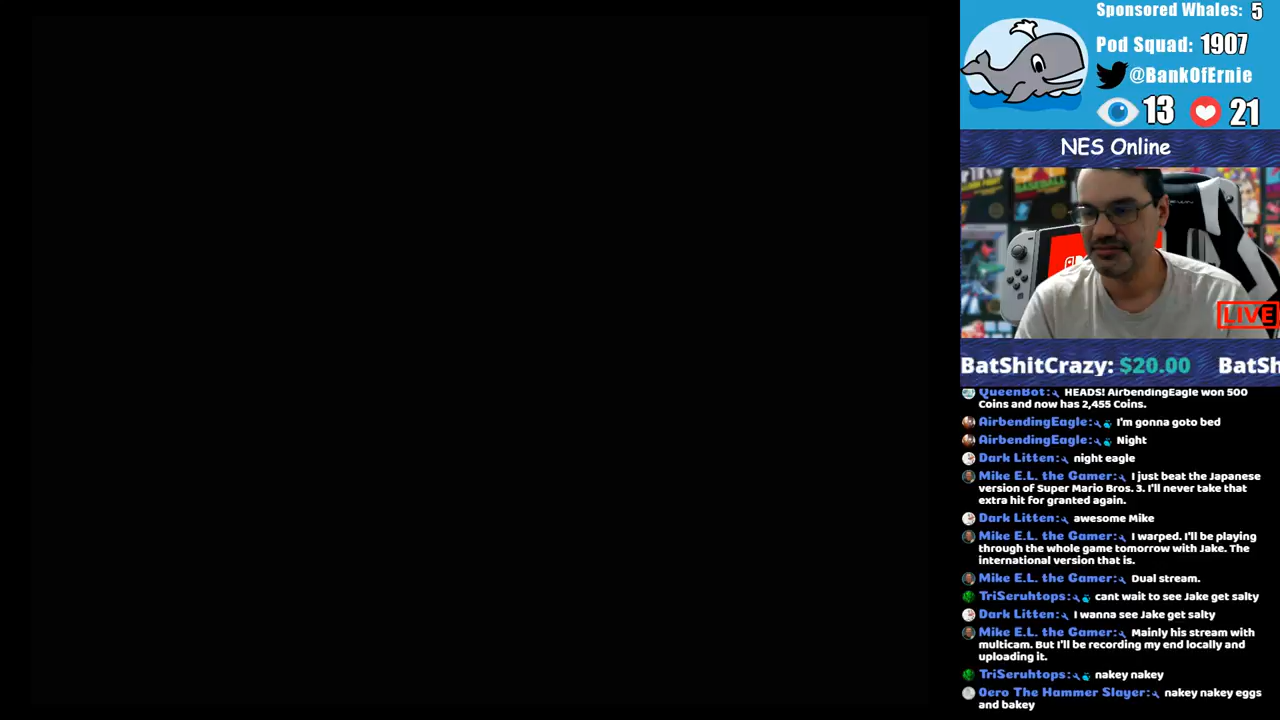 Sponsored Whales: 5
Pod Squad: 1907
@BankOfErnie
13 21
NES Online
LIVE
BatShitCrazy: $20.00 BatSh
QueenBot: HEADS! AirbendingEagle won 500
Coins and now has 2,455 Coins.
AirbendingEagle: I'm gonna goto bed
AirbendingEagle: Night
Dark Litten: night eagle
Mike E.L. the Gamer: I just beat the Japanese
version of Super Mario Bros. 3. I'll never take that
extra hit for granted again.
Dark Litten: awesome Mike
Mike E.L. the Gamer: I warped. I'll be playing
through the whole game tomorrow with Jake. The
international version that is.
Mike E.L. the Gamer: Dual stream.
TriSeruhtops: cant wait to see Jake get salty
Dark Litten: I wanna see Jake get salty
Mike E.L. the Gamer: Mainly his stream with
multicam. But I'll be recording my end locally and
uploading it.
TriSeruhtops: nakey nakey
0ero The Hammer Slayer: nakey nakey eggs
and bakey